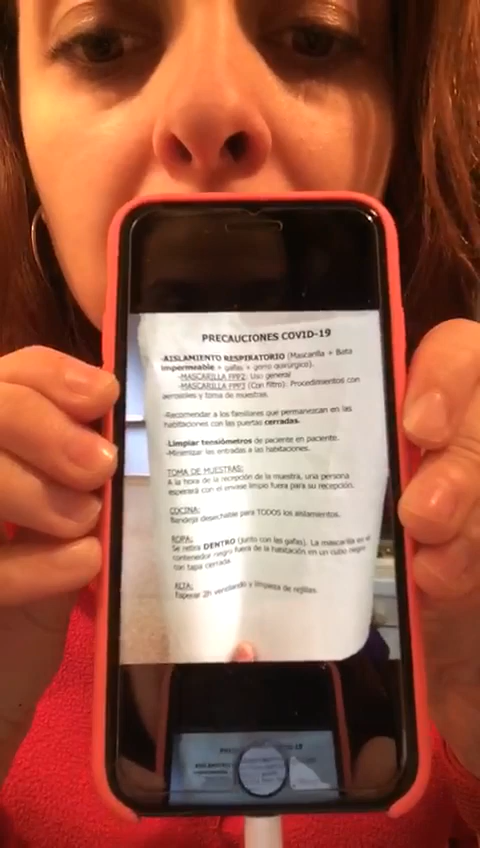 PRECAUCIONES COVID-19
-AISLAMIENTO RESPIRATORIO (Mascarilla + Bata
impermeable + gafas + gorro quirúrgico).
-MASCARILLA FPP2: Uso general
-MASCARILLA FPP3 (Con filtro): Procedimientos con
aerosoles y toma de muestras.
-Recomendar a los familiares que permanezcan en las
habitaciones con las puertas cerradas.
-Limpiar tensiómetros de paciente en paciente.
-Minimizar las entradas a las habitaciones.
TOMA DE MUESTRAS:
A la hora de la recepción de la muestra, una persona
esperará con el envase limpio fuera para su recepción.
COCINA:
Bandeja desechable para TODOS los aislamientos.
ROPA:
Se retira DENTRO (junto con las gafas). La mascarilla en el
contenedor negro fuera de la habitación en un cubo negro
con tapa cerrada.
ALTA:
Esperar 2h ventilando y limpieza de rejillas.